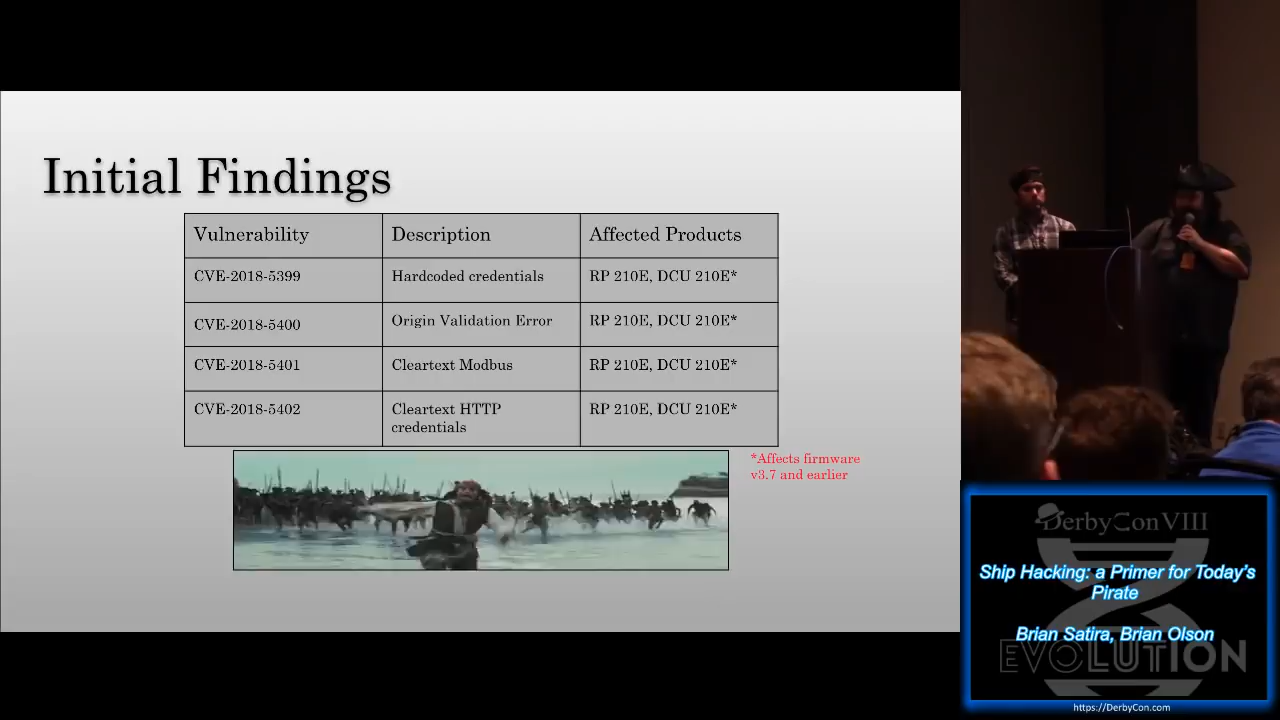 Initial Findings
Vulnerability Description Affected Products
CVE-2018-5399 Hardcoded credentials RP 210E, DCU 210E*
CVE-2018-5400 Origin Validation Error RP 210E, DCU 210E*
CVE-2018-5401 Cleartext Modbus RP 210E, DCU 210E*
CVE-2018-5402 Cleartext HTTP RP 210E, DCU 210E*
credentials
*Affects firmware
v3.7 and earlier
DerbyCon VIII
Ship Hacking: a Primer for Today's
Pirate
Brian Satira, Brian Olson
EVOLUTION
https://DerbyCon.com